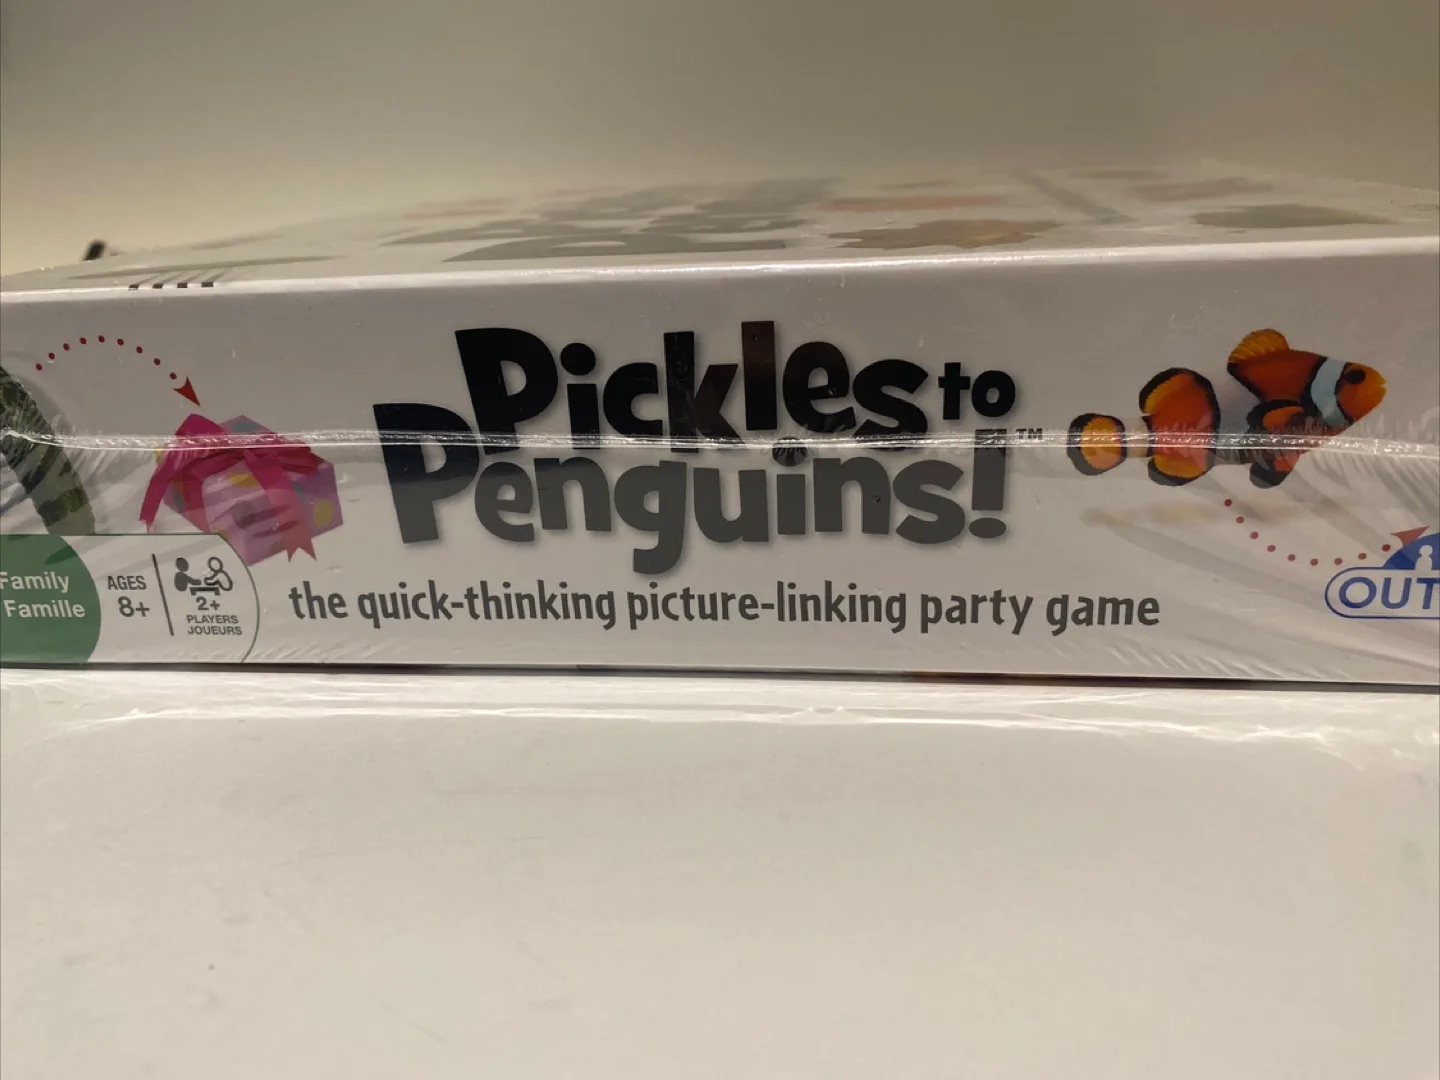 Pickles to
Penguins!™
the quick-thinking picture-linking party game
Family
Famille
AGES
8+
2+
PLAYERS
JOUEURS
OUT